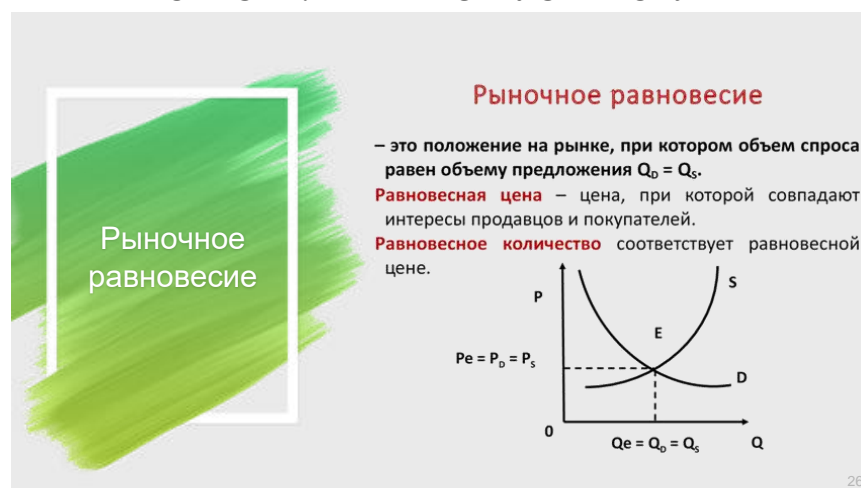 Рыночное
равновесие
Рыночное равновесие
– это положение на рынке, при котором объем спроса
равен объему предложения Q_D = Q_S.
Равновесная цена – цена, при которой совпадают
интересы продавцов и покупателей.
Равновесное количество соответствует равновесной
цене.
P
S
E
Pe = P_D = P_S
D
0
Qe = Q_D = Q_S
Q
26